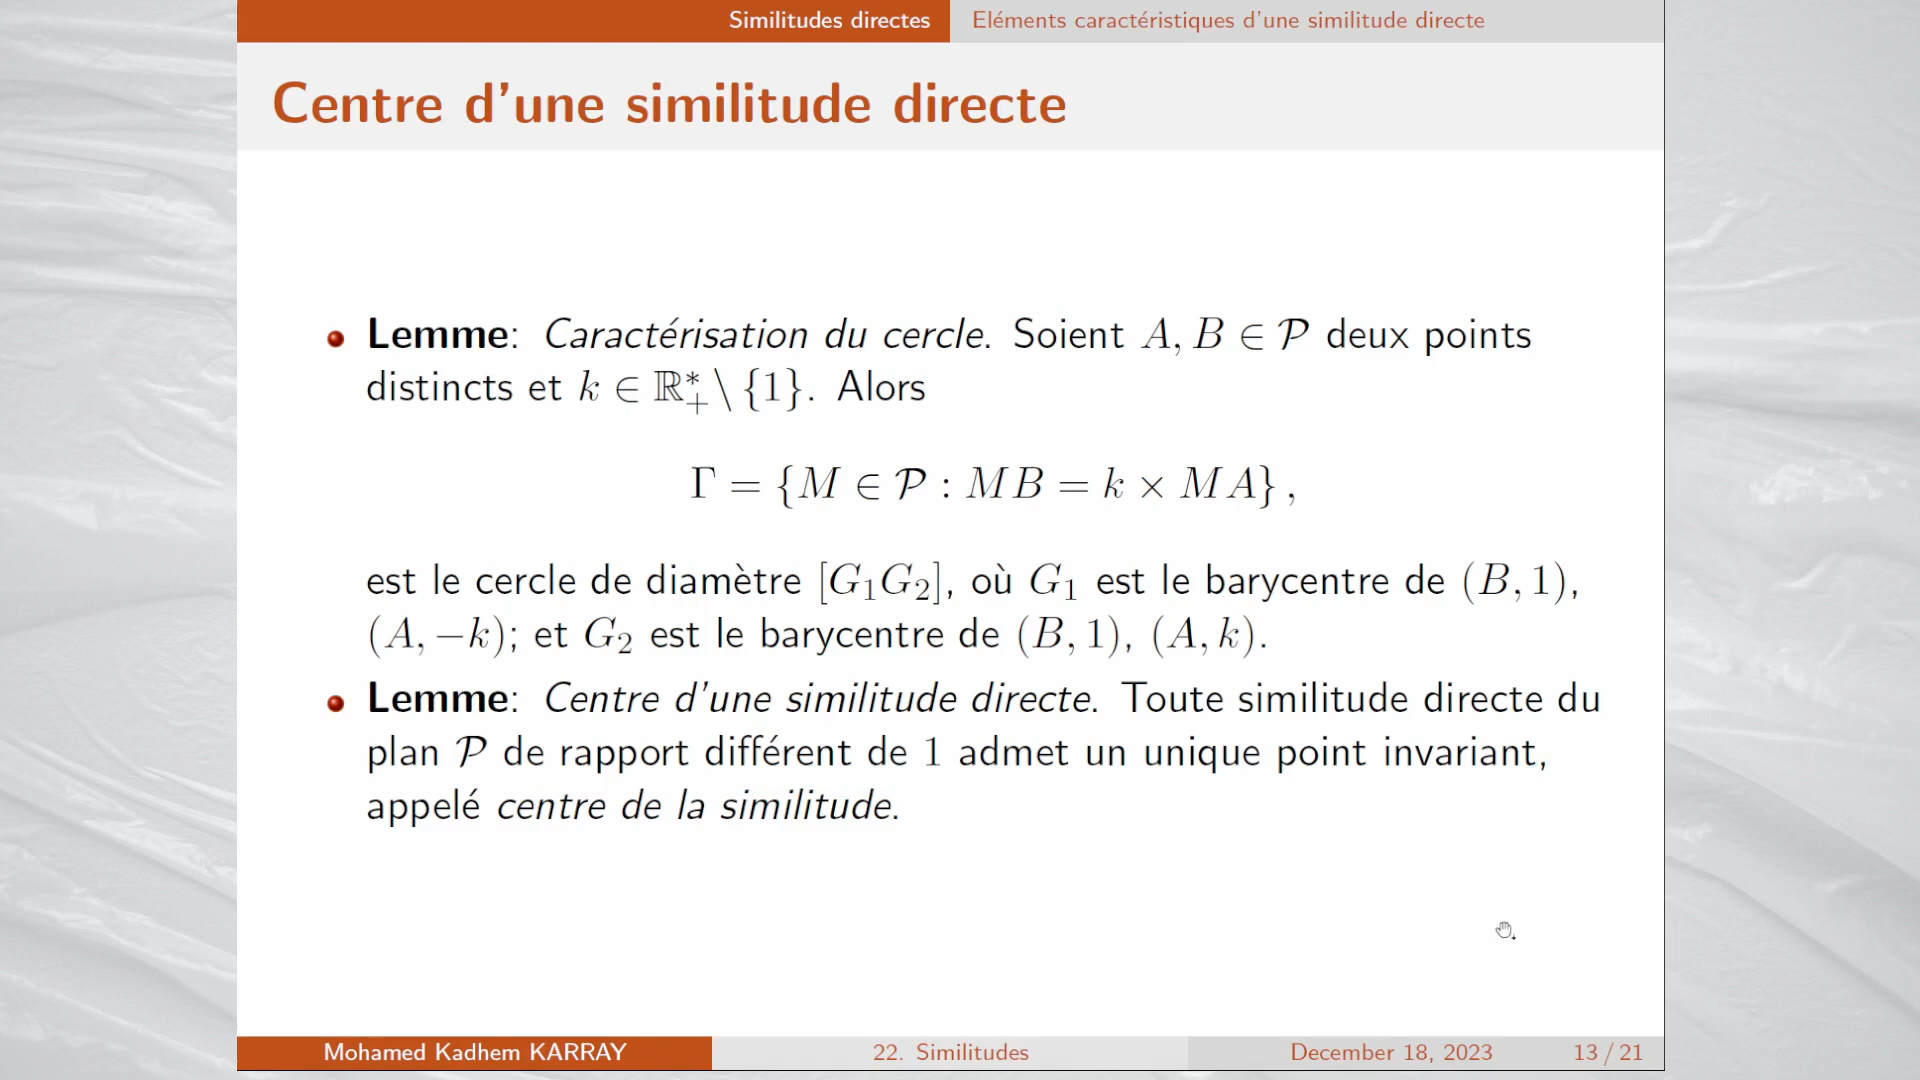 Similitudes directes Eléments caractéristiques d'une similitude directe
Centre d'une similitude directe
Lemme: Caractérisation du cercle. Soient A, B ∈ 𝒫 deux points
distincts et k ∈ ℝ*₊ \ {1}. Alors
Γ = {M ∈ 𝒫 : MB = k × MA} ,
est le cercle de diamètre [G₁G₂], où G₁ est le barycentre de (B, 1),
(A, −k); et G₂ est le barycentre de (B, 1), (A, k).
Lemme: Centre d'une similitude directe. Toute similitude directe du
plan 𝒫 de rapport différent de 1 admet un unique point invariant,
appelé centre de la similitude.
Mohamed Kadhem KARRAY 22. Similitudes December 18, 2023 13 / 21